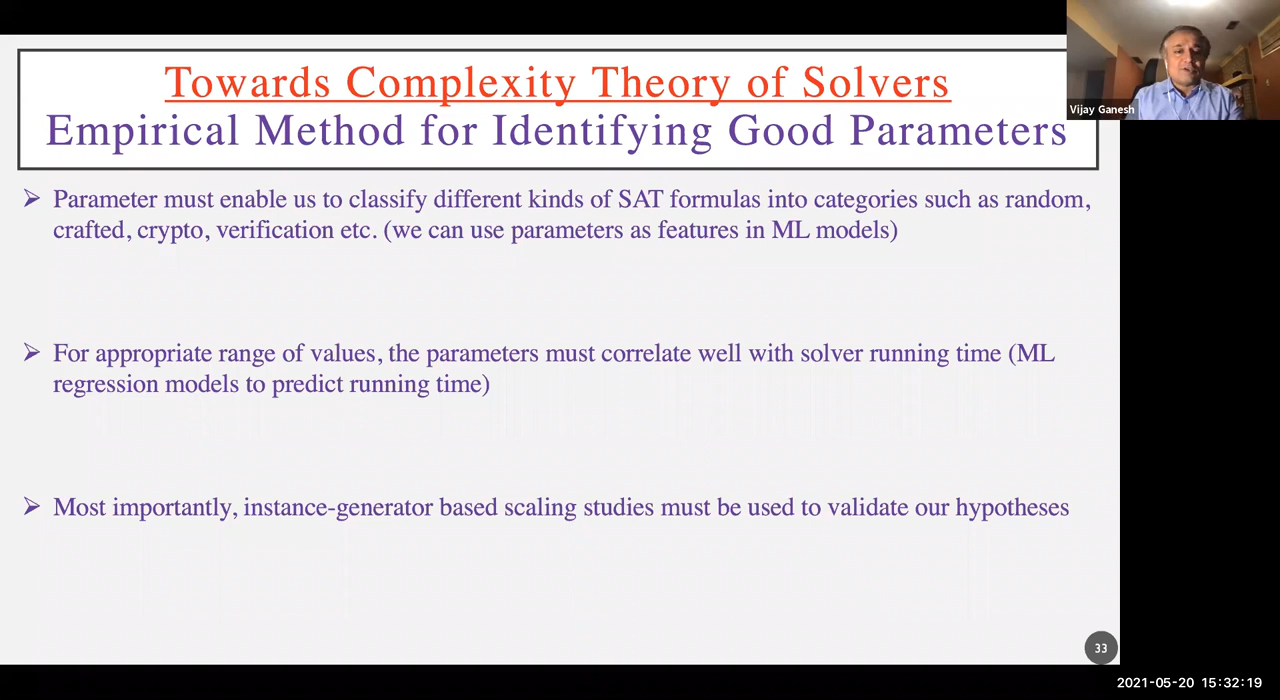 Towards Complexity Theory of Solvers
Empirical Method for Identifying Good Parameters
Vijay Ganesh
➢ Parameter must enable us to classify different kinds of SAT formulas into categories such as random,
crafted, crypto, verification etc. (we can use parameters as features in ML models)
➢ For appropriate range of values, the parameters must correlate well with solver running time (ML
regression models to predict running time)
➢ Most importantly, instance-generator based scaling studies must be used to validate our hypotheses
33
2021-05-20 15:32:19